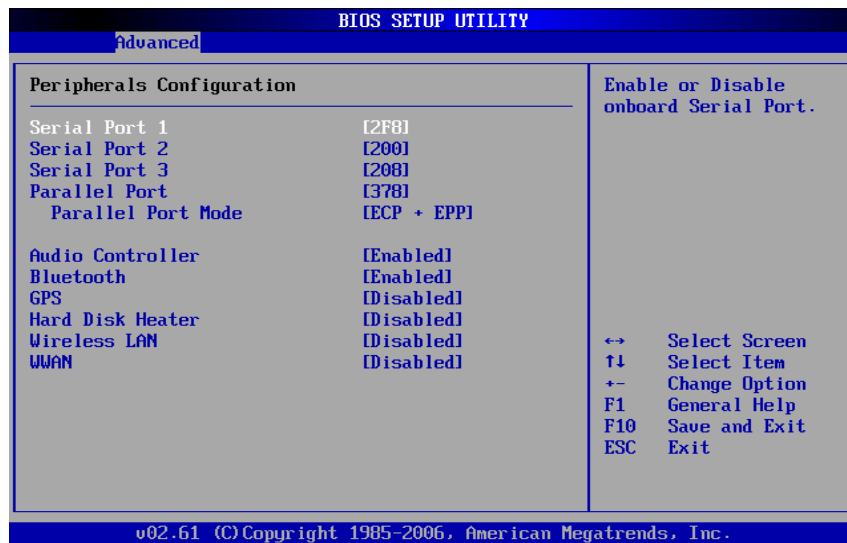 BIOS SETUP UTILITY
Advanced
Peripherals Configuration
Serial Port 1 [2F8]
Serial Port 2 [200]
Serial Port 3 [208]
Parallel Port [378]
Parallel Port Mode [ECP + EPP]
Audio Controller [Enabled]
Bluetooth [Enabled]
GPS [Disabled]
Hard Disk Heater [Disabled]
Wireless LAN [Disabled]
WWAN [Disabled]
Enable or Disable
onboard Serial Port.
↔ Select Screen
↑↓ Select Item
+- Change Option
F1 General Help
F10 Save and Exit
ESC Exit
v02.61 (C)Copyright 1985-2006, American Megatrends, Inc.